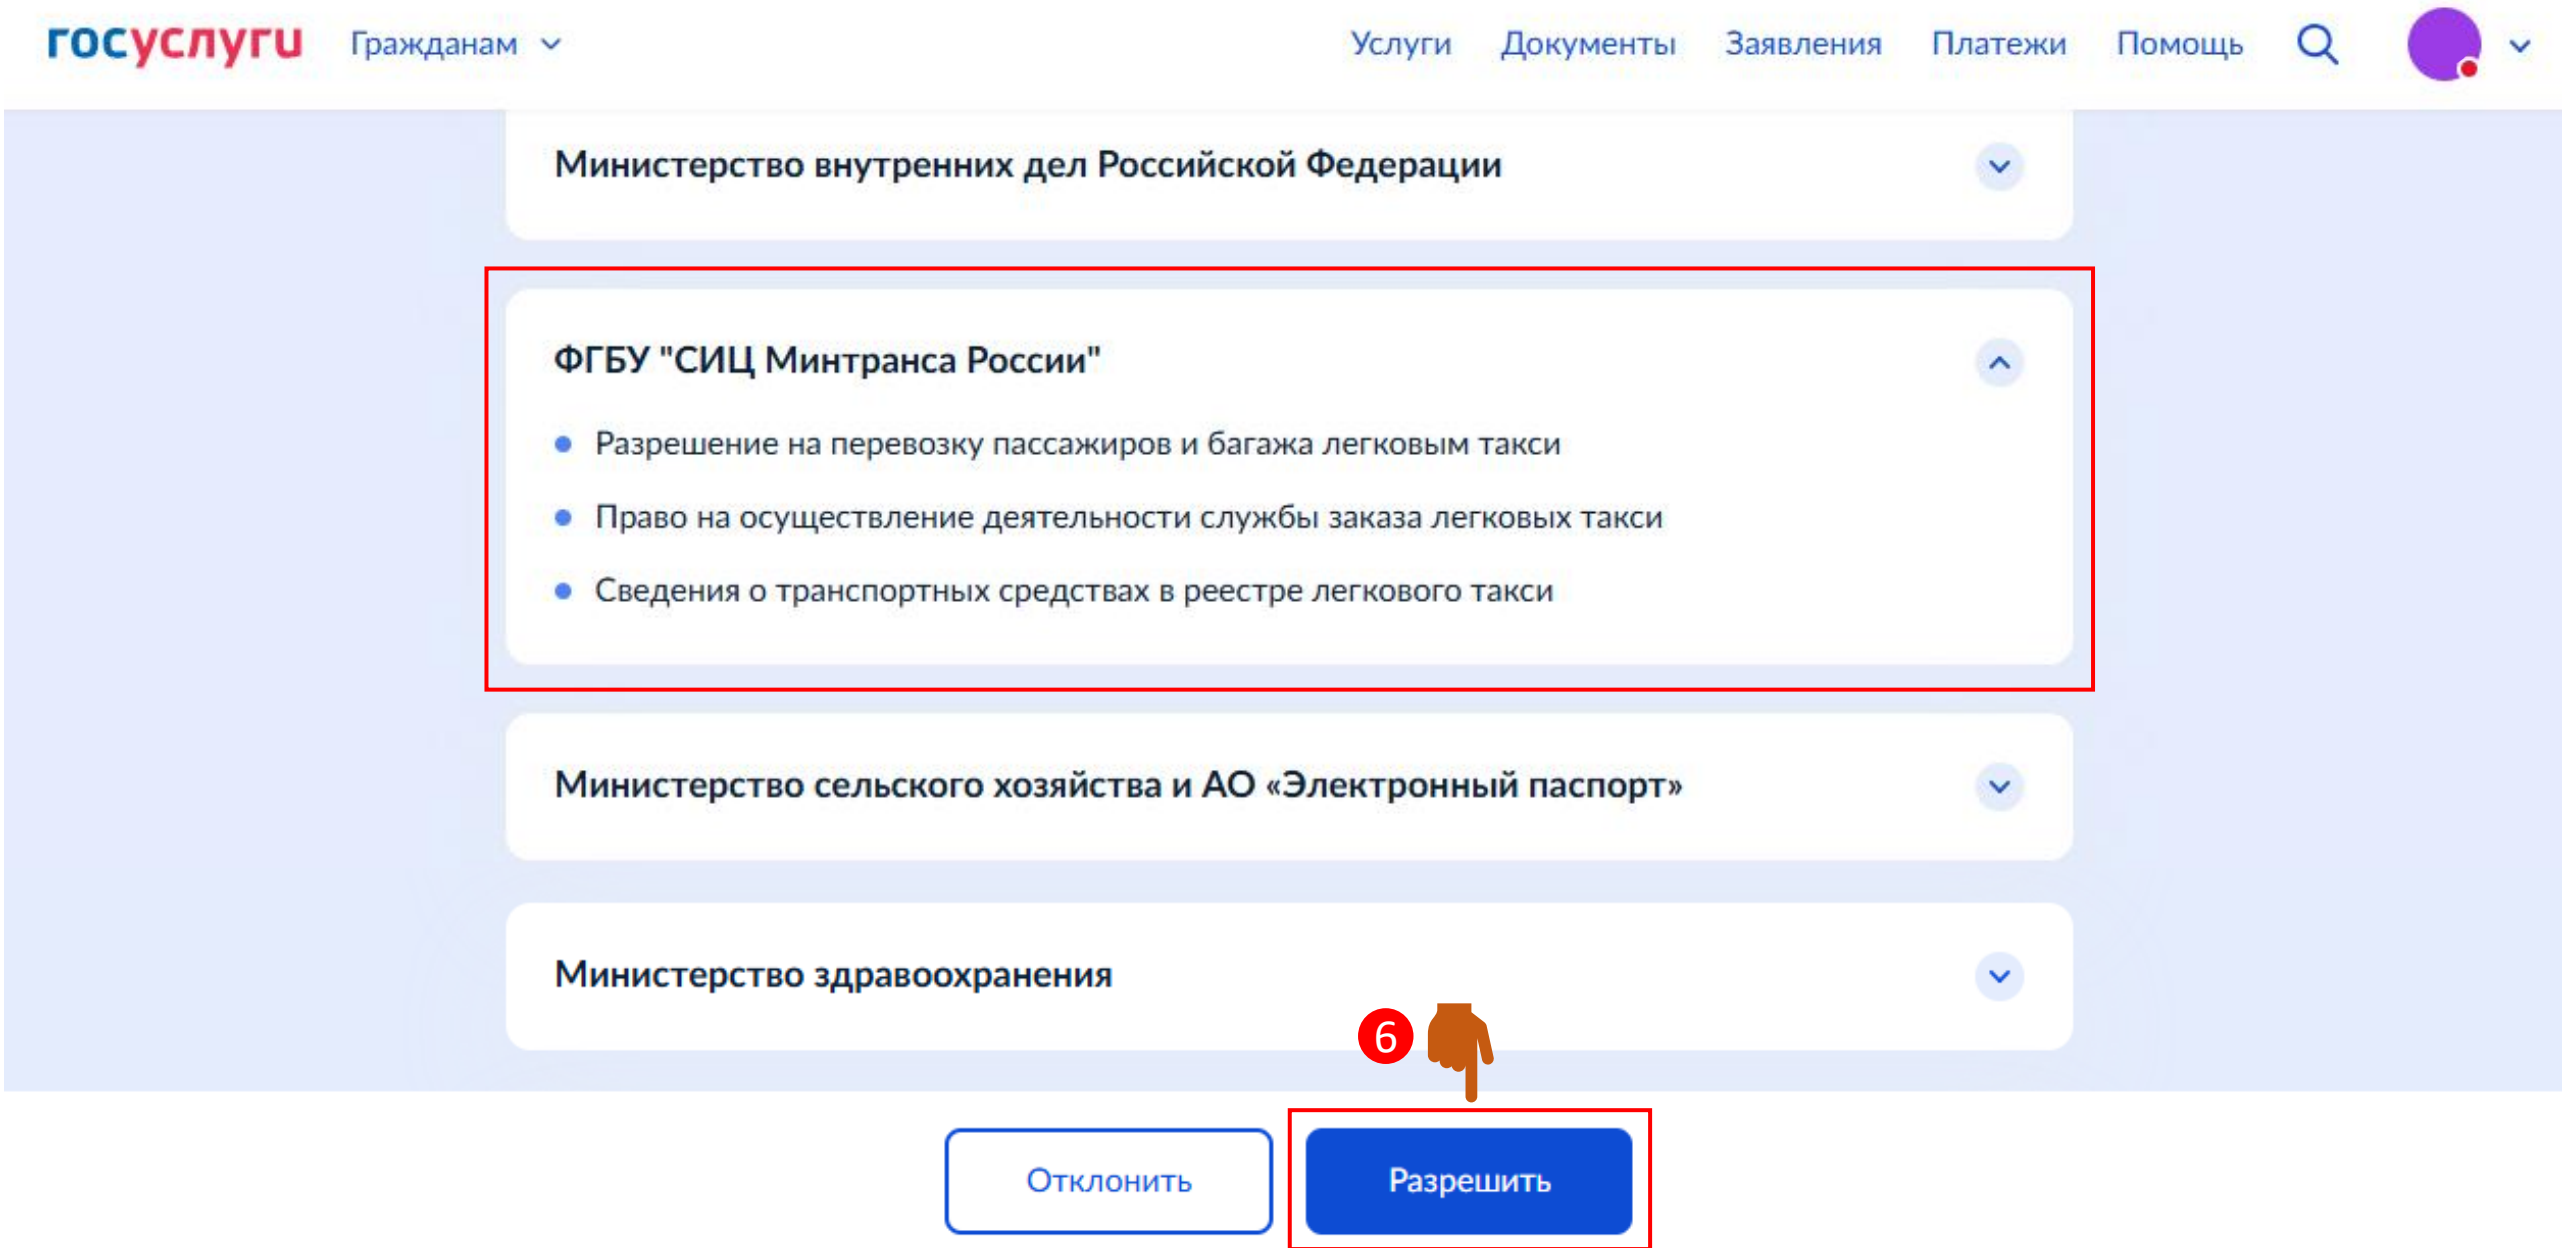 госуслуги Гражданам Услуги Документы Заявления Платежи Помощь
Министерство внутренних дел Российской Федерации
ФГБУ "СИЦ Минтранса России"
Разрешение на перевозку пассажиров и багажа легковым такси
Право на осуществление деятельности службы заказа легковых такси
Сведения о транспортных средствах в реестре легкового такси
Министерство сельского хозяйства и АО «Электронный паспорт»
Министерство здравоохранения
6
Отклонить Разрешить